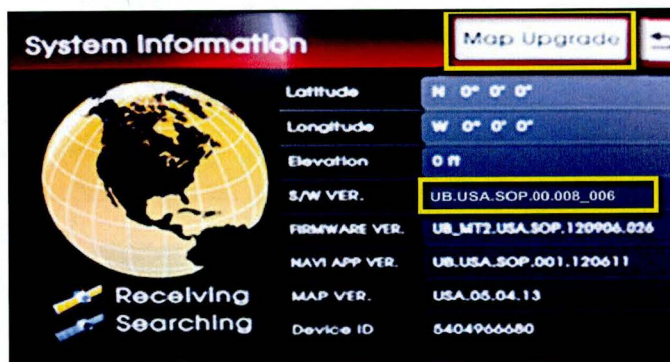 System Information
Map Upgrade
Latitude N 0° 0' 0"
Longitude W 0° 0' 0"
Elevation 0 ft
S/W VER. UB.USA.SOP.00.008_006
FIRMWARE VER. UB_MT2.USA.SOP.120906.026
NAVI APP VER. UB.USA.SOP.001.120611
Receiving
MAP VER. USA.05.04.13
Searching
Device ID 5404966680